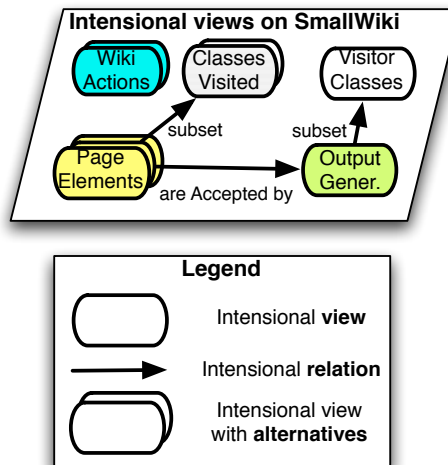 Intensional views on SmallWiki
Wiki
Actions
Classes
Visited
Visitor
Classes
subset
subset
Page
Elements
are Accepted by
Output
Gener.
Legend
Intensional view
Intensional relation
Intensional view
with alternatives